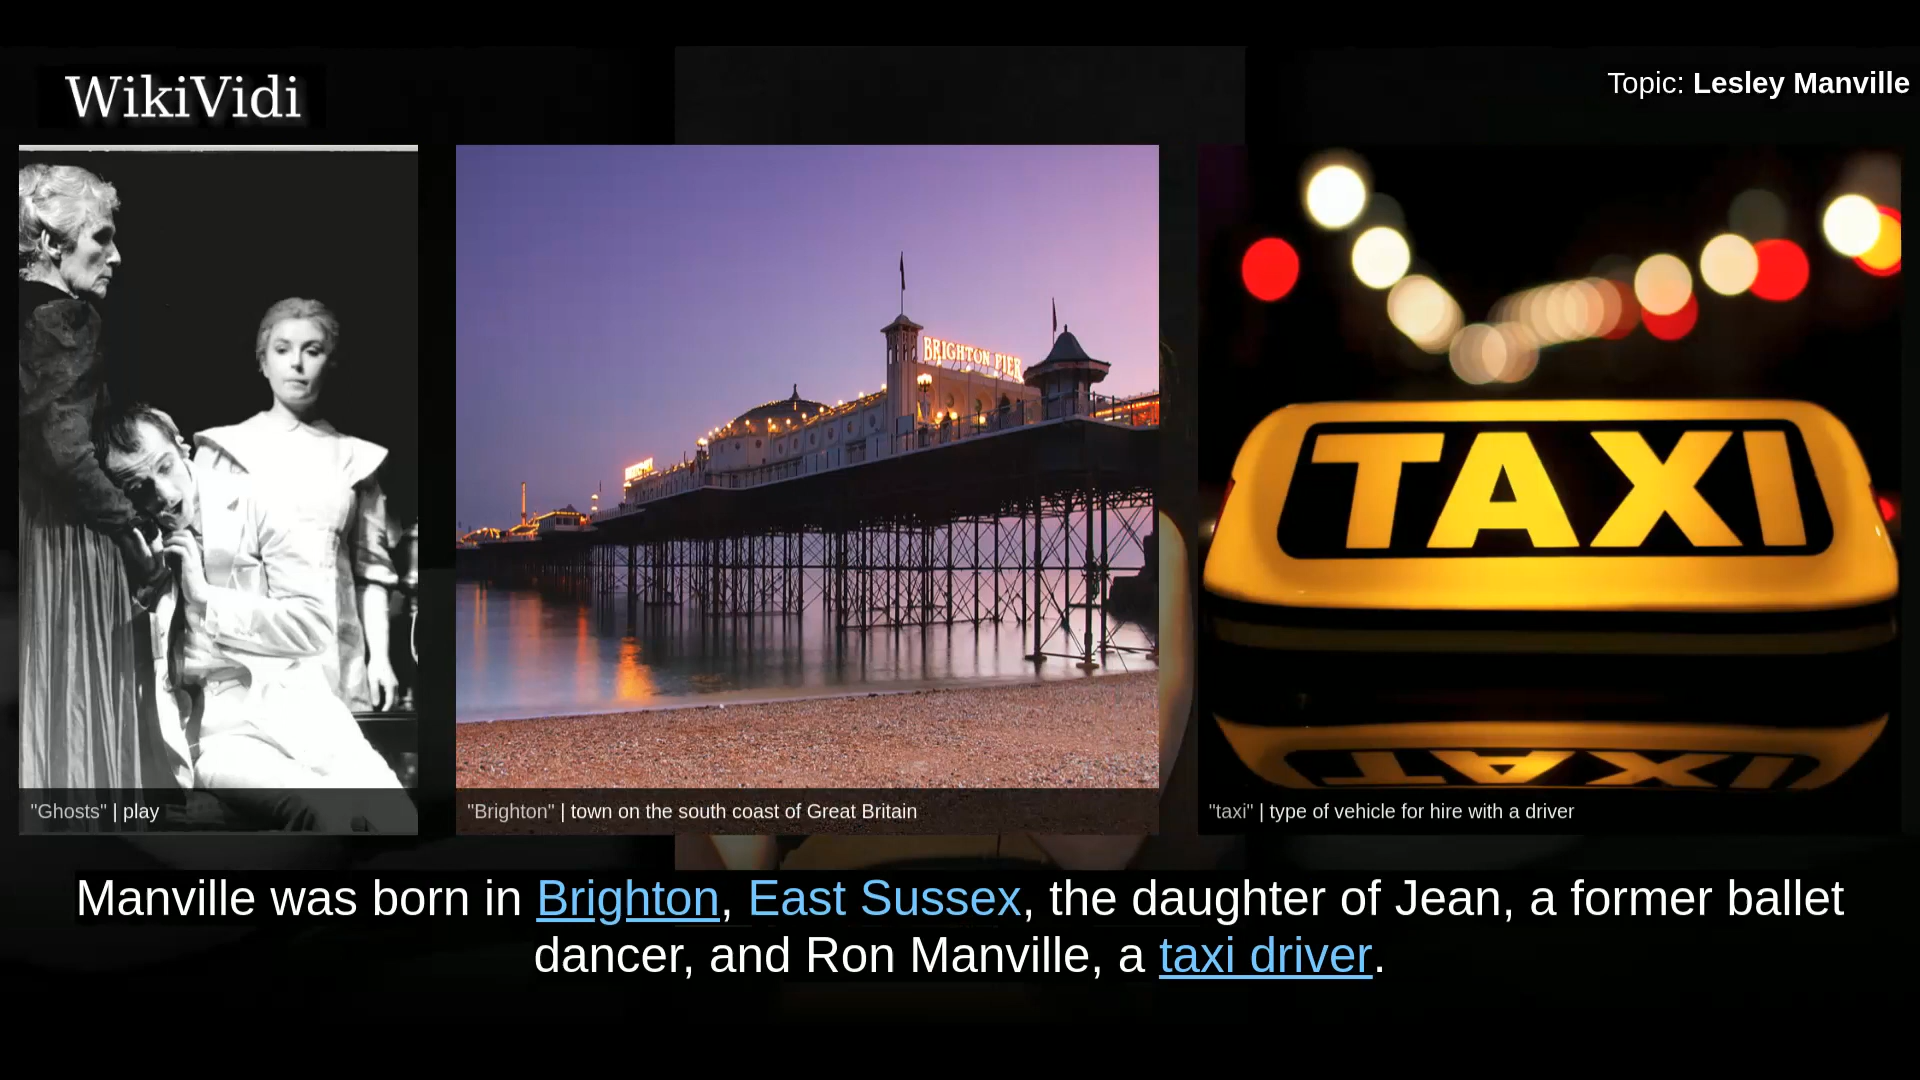 WikiVidi
Topic: Lesley Manville
BRIGHTON PIER
TAXI
TAXI
"Ghosts" | play
"Brighton" | town on the south coast of Great Britain
"taxi" | type of vehicle for hire with a driver
Manville was born in Brighton, East Sussex, the daughter of Jean, a former ballet
dancer, and Ron Manville, a taxi driver.